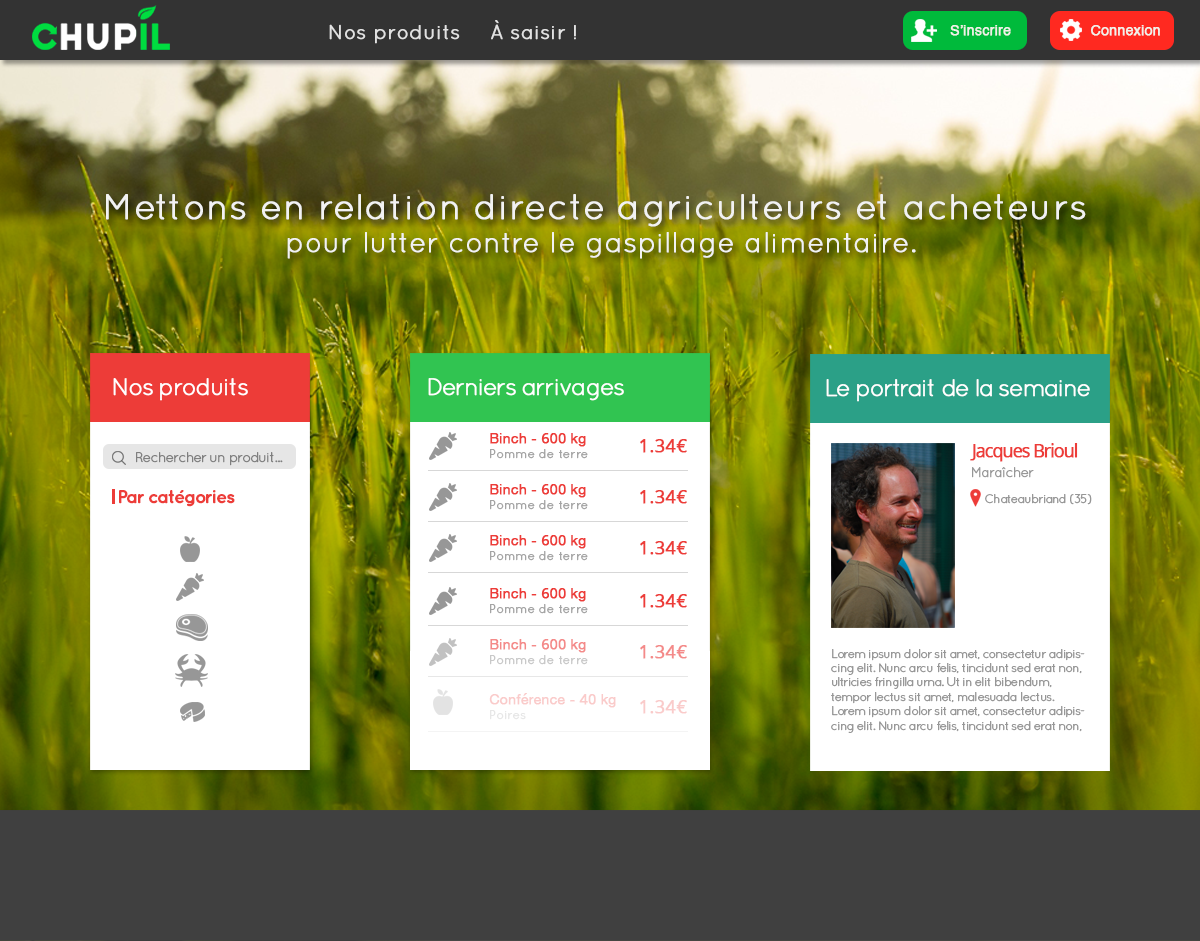 CHUPIL
Nos produits
À saisir !
S'inscrire
Connexion
Mettons en relation directe agriculteurs et acheteurs
pour lutter contre le gaspillage alimentaire.
Nos produits
Rechercher un produit...
Par catégories
Derniers arrivages
Binch - 600 kg
Pomme de terre
1.34€
Binch - 600 kg
Pomme de terre
1.34€
Binch - 600 kg
Pomme de terre
1.34€
Binch - 600 kg
Pomme de terre
1.34€
Binch - 600 kg
Pomme de terre
1.34€
Conférence - 40 kg
Poires
1.34€
Le portrait de la semaine
Jacques Brioul
Maraîcher
Chateaubriand (35)
Lorem ipsum dolor sit amet, consectetur adipis-
cing elit. Nunc arcu felis, tincidunt sed erat non,
ultricies fringilla urna. Ut in elit bibendum,
tempor lectus sit amet, malesuada lectus.
Lorem ipsum dolor sit amet, consectetur adipis-
cing elit. Nunc arcu felis, tincidunt sed erat non,